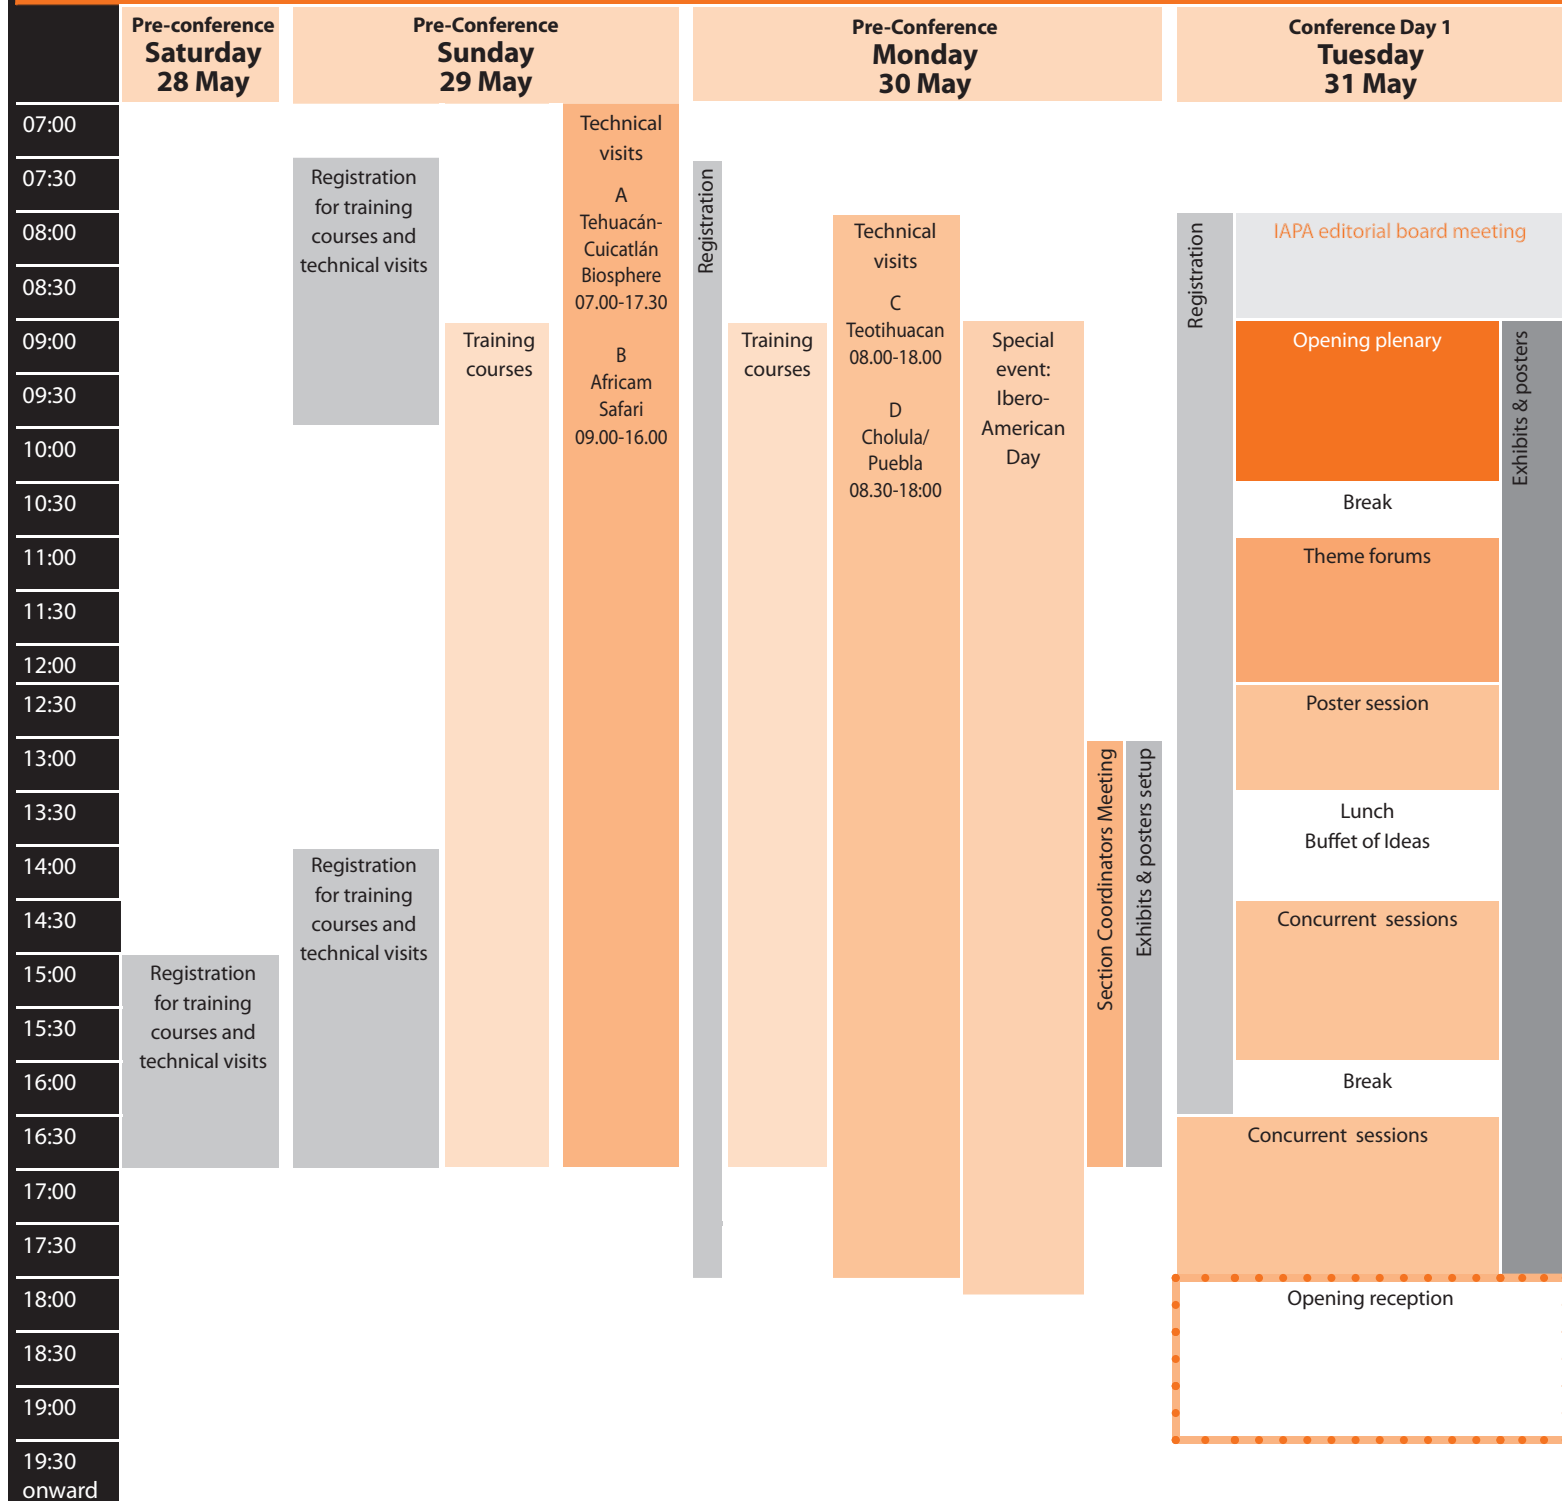 Pre-conference
Saturday
28 May
Pre-Conference
Sunday
29 May
Pre-Conference
Monday
30 May
Conference Day 1
Tuesday
31 May
07:00
07:30
08:00
08:30
09:00
09:30
10:00
10:30
11:00
11:30
12:00
12:30
13:00
13:30
14:00
14:30
15:00
15:30
16:00
16:30
17:00
17:30
18:00
18:30
19:00
19:30
onward
Registration
for training
courses and
technical visits
Registration
for training
courses and
technical visits
Registration
for training
courses and
technical visits
Training
courses
Technical
visits
A
Tehuacán-
Cuicatlán
Biosphere
07.00-17.30
B
Africam
Safari
09.00-16.00
Registration
Training
courses
Technical
visits
C
Teotihuacan
08.00-18.00
D
Cholula/
Puebla
08.30-18:00
Special
event:
Ibero-
American
Day
Section Coordinators Meeting
Exhibits & posters setup
Registration
IAPA editorial board meeting
Opening plenary
Break
Theme forums
Poster session
Lunch
Buffet of Ideas
Concurrent sessions
Break
Concurrent sessions
Exhibits & posters
Opening reception